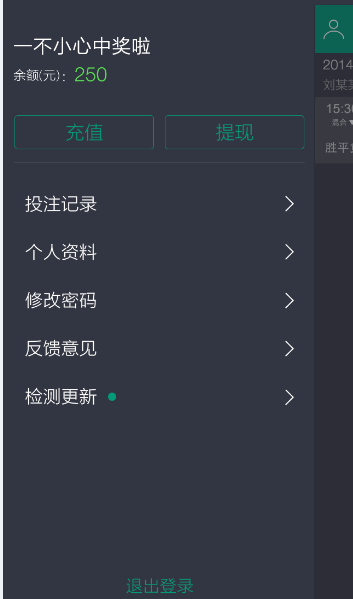 一不小心中奖啦
余额(元)：250
充值 提现
投注记录
个人资料
修改密码
反馈意见
检测更新
退出登录
2014
刘某
15:30
胜平